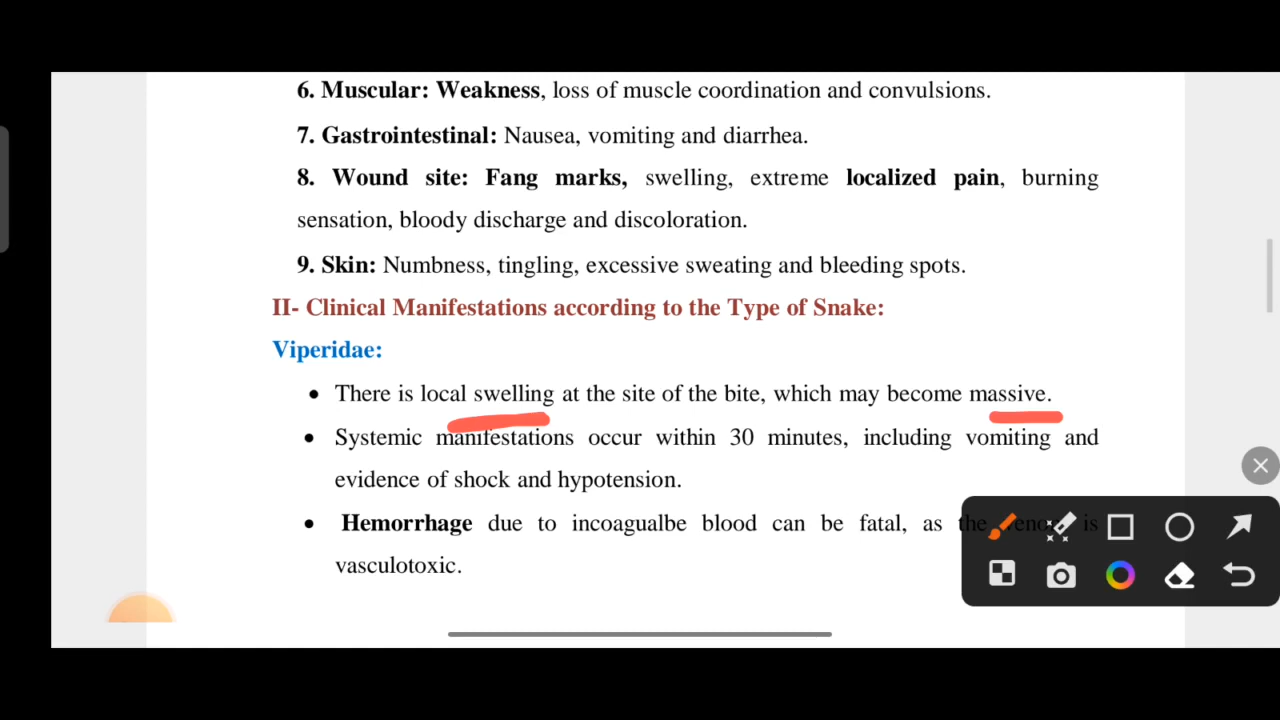 6. Muscular: Weakness, loss of muscle coordination and convulsions.
7. Gastrointestinal: Nausea, vomiting and diarrhea.
8. Wound site: Fang marks, swelling, extreme localized pain, burning
sensation, bloody discharge and discoloration.
9. Skin: Numbness, tingling, excessive sweating and bleeding spots.
II- Clinical Manifestations according to the Type of Snake:
Viperidae:
• There is local swelling at the site of the bite, which may become massive.
• Systemic manifestations occur within 30 minutes, including vomiting and
evidence of shock and hypotension.
• Hemorrhage due to incoagualbe blood can be fatal, as the venom is
vasculotoxic.